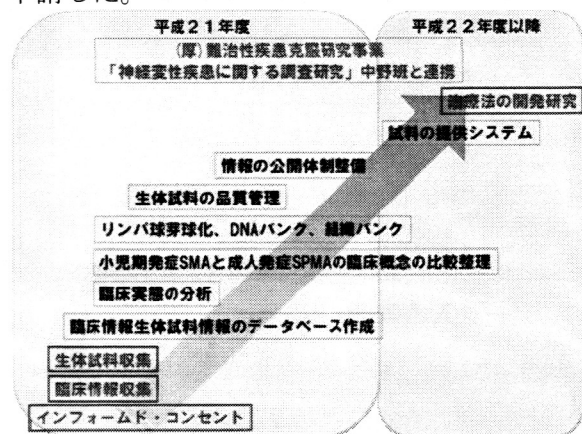 申請した。
平成21年度
平成22年度以降
(厚)難治性疾患克服研究事業
「神経変性疾患に関する調査研究」中野班と連携
治療法の開発研究
試料の提供システム
情報の公開体制整備
生体試料の品質管理
リンパ球芽球化、DNAバンク、組織バンク
小児期発症SMAと成人発症SPMAの臨床概念の比較整理
臨床実態の分析
臨床情報生体試料情報のデータベース作成
生体試料収集
臨床情報収集
インフォームド・コンセント